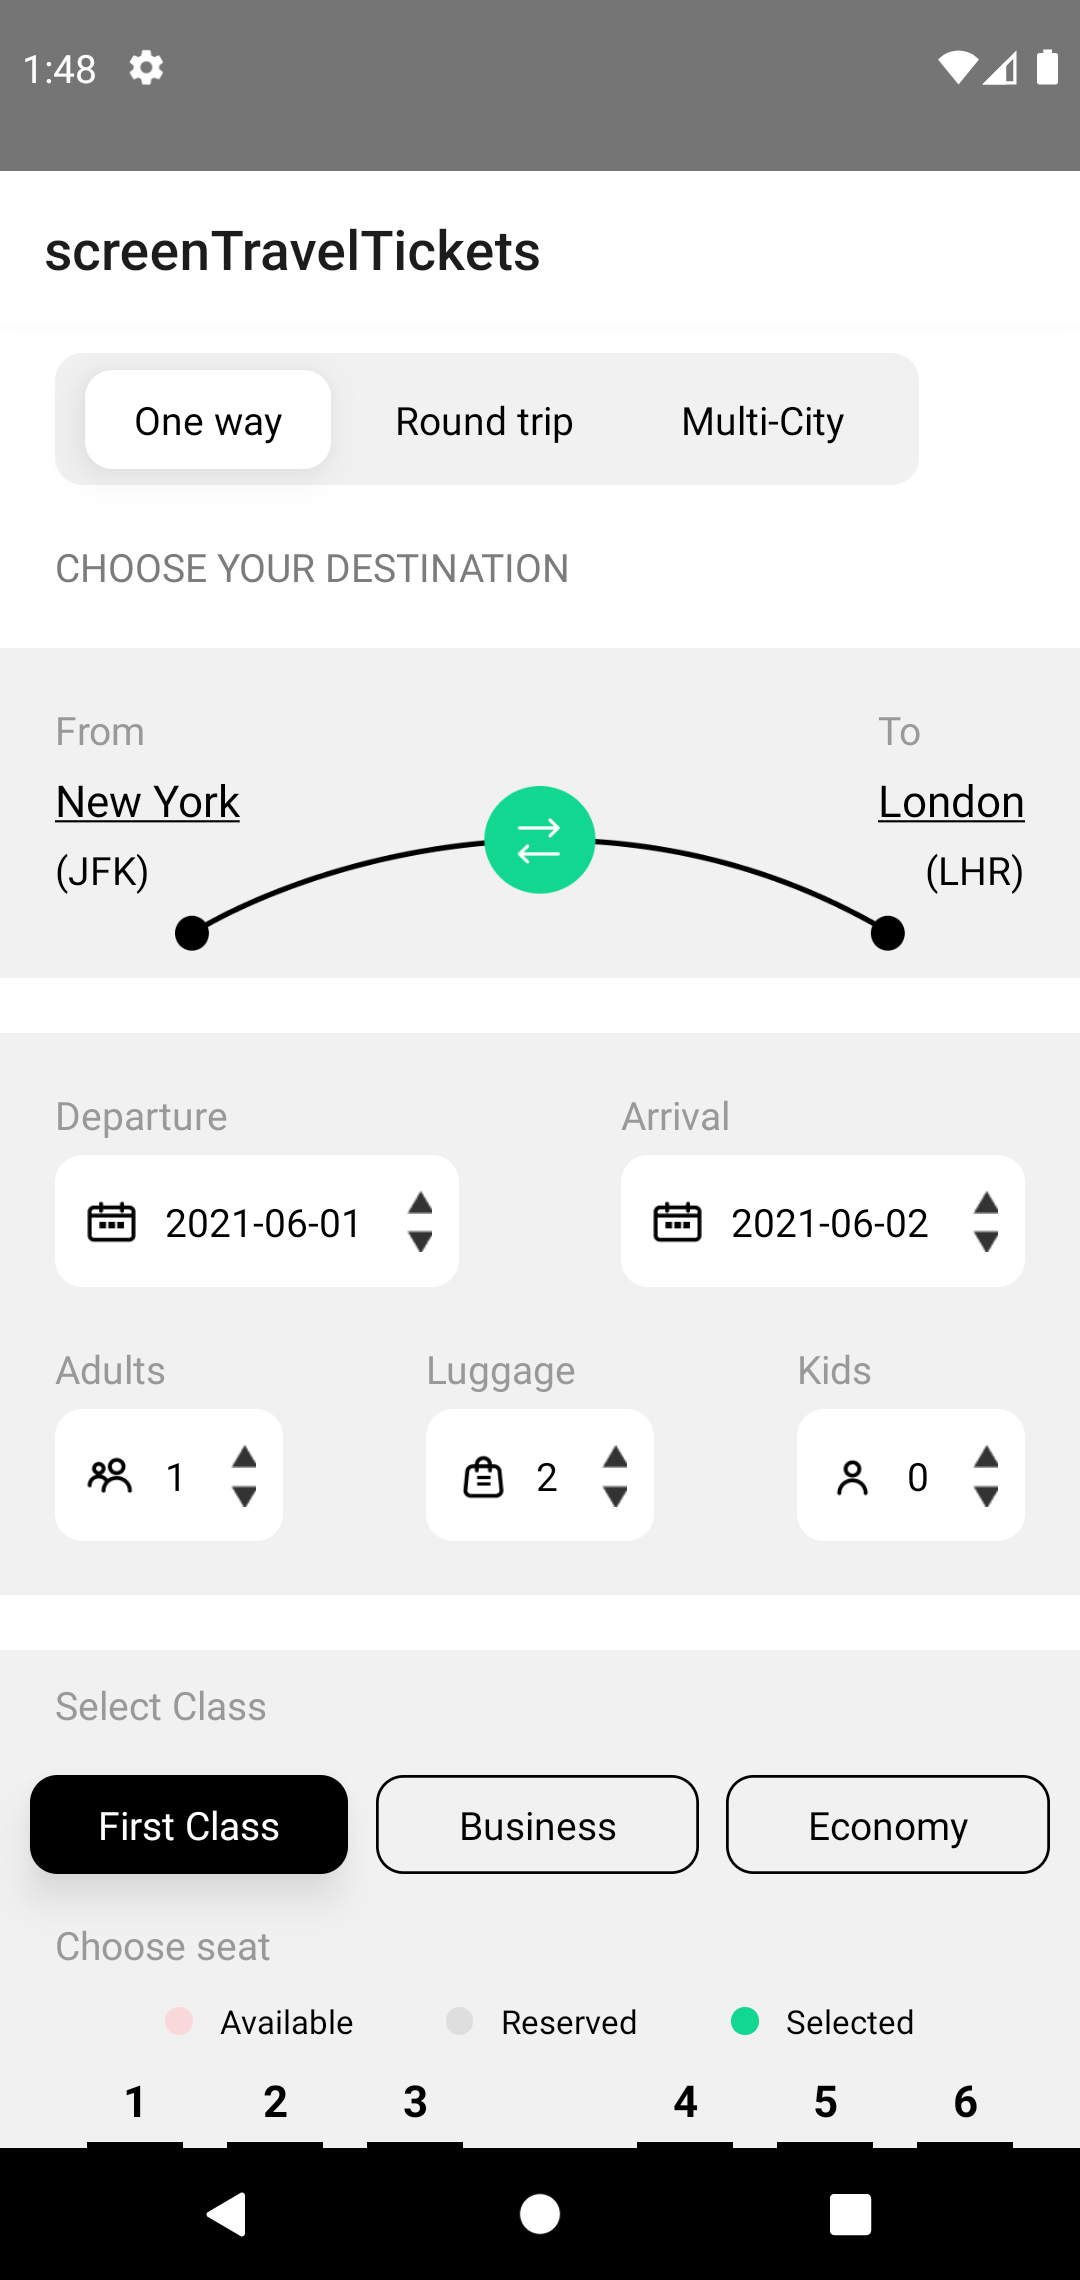 1:48
screenTravelTickets
One way Round trip Multi-City
CHOOSE YOUR DESTINATION
From To
New York London
(JFK) (LHR)
Departure Arrival
2021-06-01 2021-06-02
Adults Luggage Kids
1 2 0
Select Class
First Class Business Economy
Choose seat
Available Reserved Selected
1 2 3 4 5 6